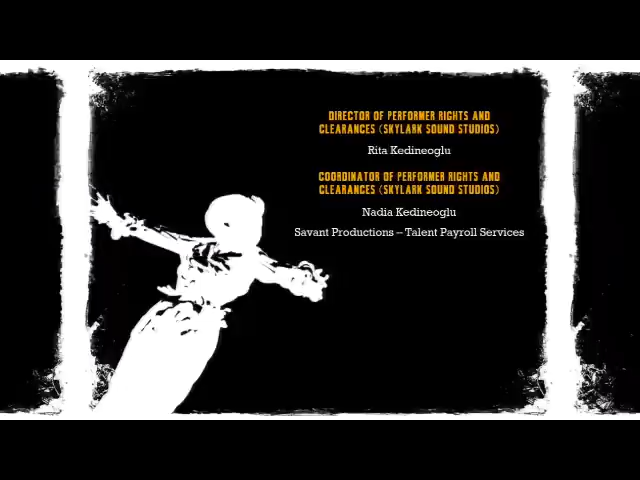 DIRECTOR OF PERFORMER RIGHTS AND
CLEARANCES (SKYLARK SOUND STUDIOS)
Rita Kedineoglu
COORDINATOR OF PERFORMER RIGHTS AND
CLEARANCES (SKYLARK SOUND STUDIOS)
Nadia Kedineoglu
Savant Productions – Talent Payroll Services